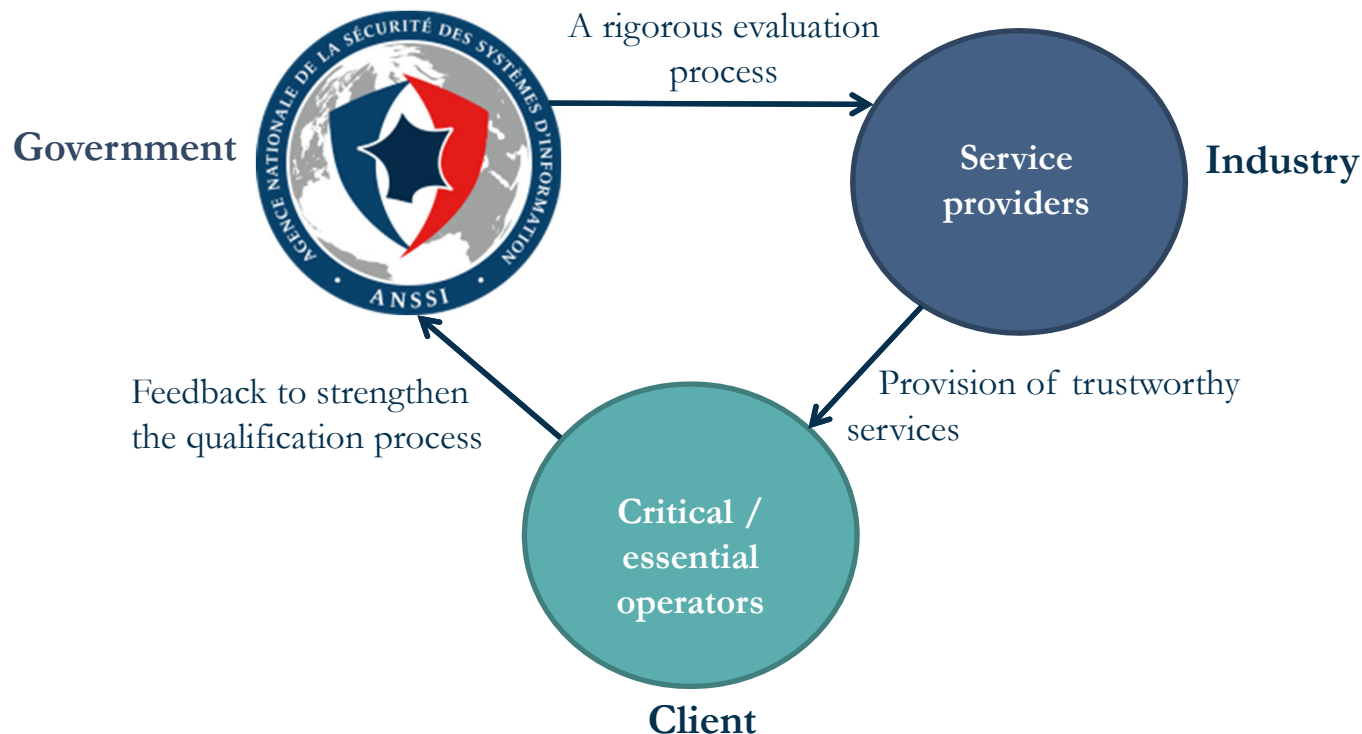 A rigorous evaluation
process
Government
AGENCE NATIONALE DE LA SÉCURITÉ DES SYSTÈMES D'INFORMATION
• ANSSI •
Service
providers
Industry
Feedback to strengthen
the qualification process
Provision of trustworthy
services
Critical /
essential
operators
Client